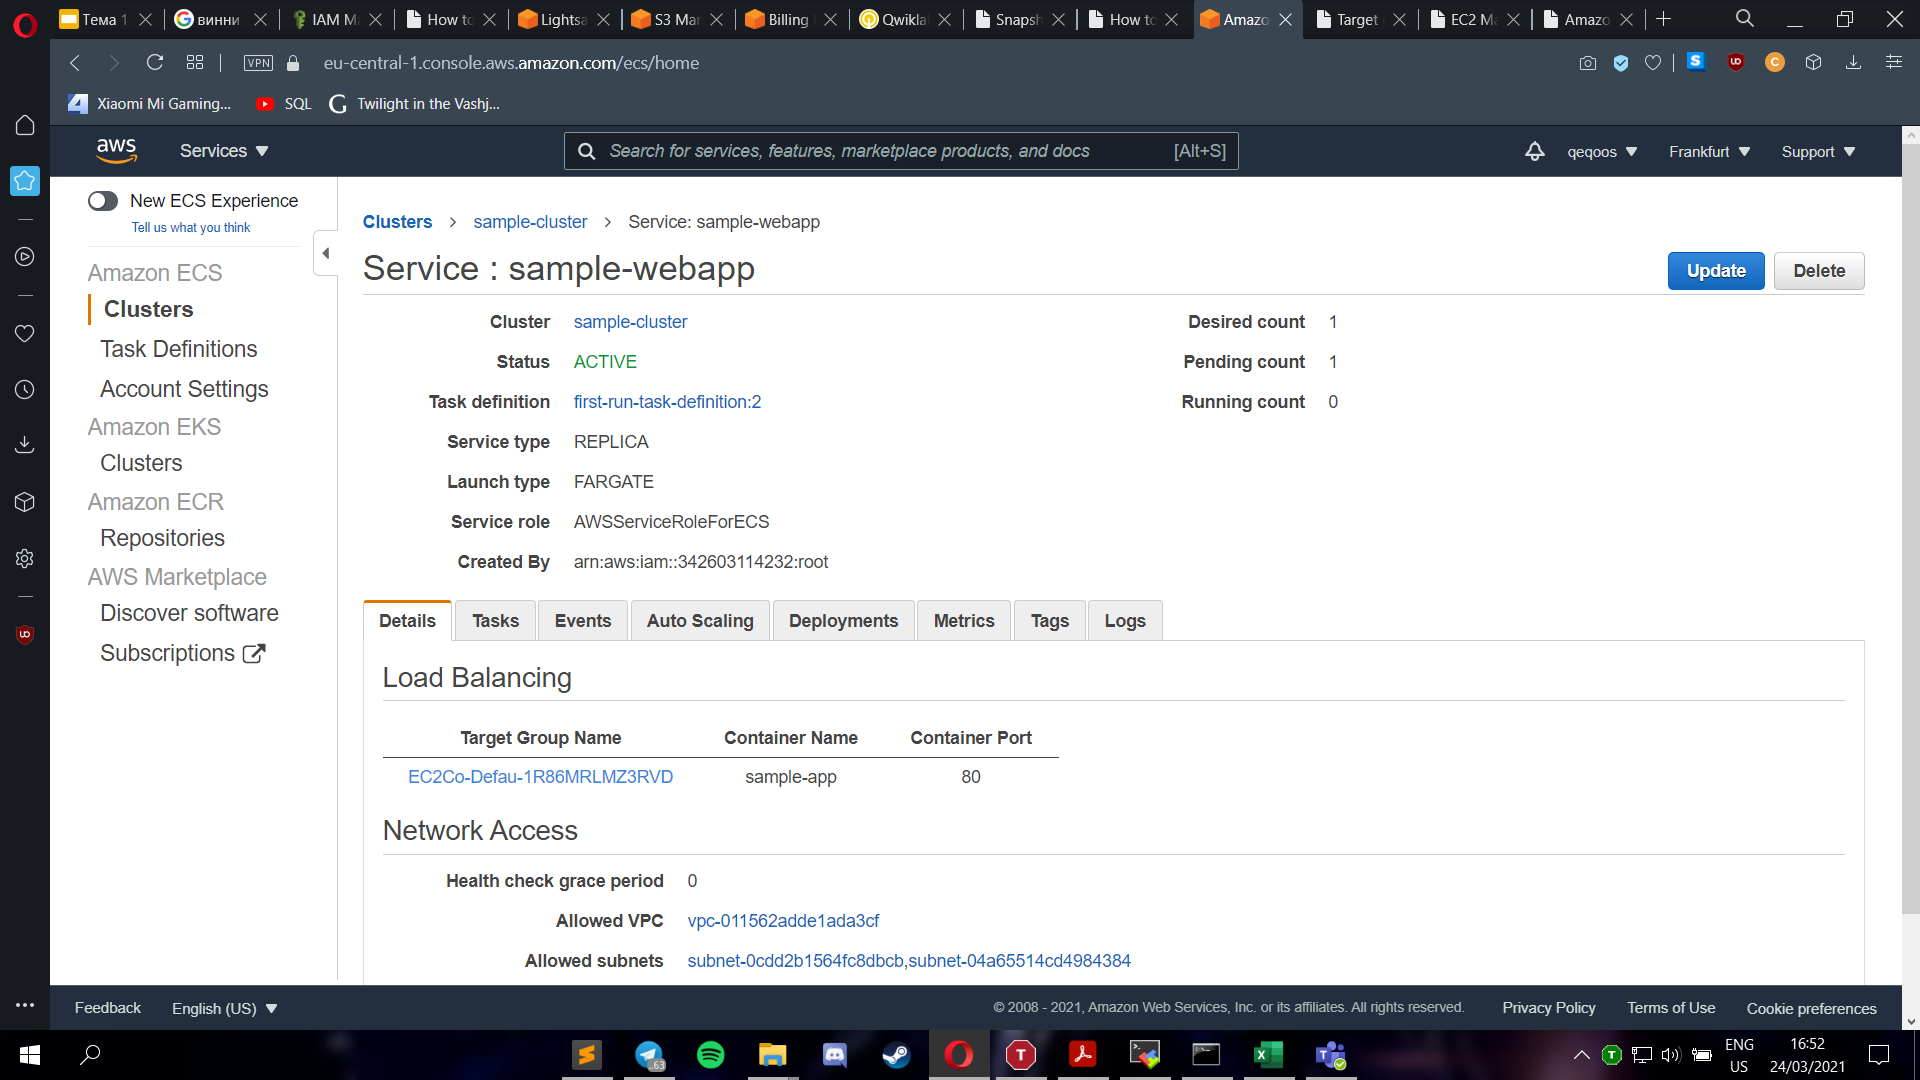 Тема 1
винни
IAM Ma
How to
Lightsa
S3 Mar
Billing
Qwikla
Snapsh
How to
Amazo
Target
EC2 Ma
Amazo
VPN
eu-central-1.console.aws.amazon.com/ecs/home
Xiaomi Mi Gaming...
SQL
Twilight in the Vashj...
aws
Services
Search for services, features, marketplace products, and docs
[Alt+S]
qeqoos
Frankfurt
Support
New ECS Experience
Tell us what you think
Amazon ECS
Clusters
Task Definitions
Account Settings
Amazon EKS
Clusters
Amazon ECR
Repositories
AWS Marketplace
Discover software
Subscriptions
Clusters > sample-cluster > Service: sample-webapp
Service : sample-webapp
Update
Delete
Cluster sample-cluster
Status ACTIVE
Task definition first-run-task-definition:2
Service type REPLICA
Launch type FARGATE
Service role AWSServiceRoleForECS
Created By arn:aws:iam::342603114232:root
Desired count 1
Pending count 1
Running count 0
Details
Tasks
Events
Auto Scaling
Deployments
Metrics
Tags
Logs
Load Balancing
Target Group Name Container Name Container Port
EC2Co-Defau-1R86MRLMZ3RVD sample-app 80
Network Access
Health check grace period 0
Allowed VPC vpc-011562adde1ada3cf
Allowed subnets subnet-0cdd2b1564fc8dbcb,subnet-04a65514cd4984384
Feedback
English (US)
© 2008 - 2021, Amazon Web Services, Inc. or its affiliates. All rights reserved.
Privacy Policy
Terms of Use
Cookie preferences
63
ENG
US
16:52
24/03/2021